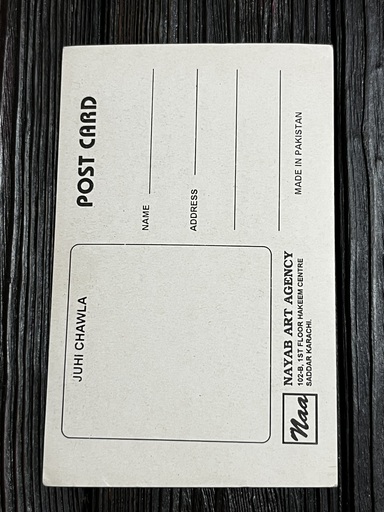 POST CARD
JUHI CHAWLA
NAME
ADDRESS
MADE IN PAKISTAN
Naa
NAYAB ART AGENCY
102-B, 1ST FLOOR HAKEEM CENTRE
SADDAR KARACHI.